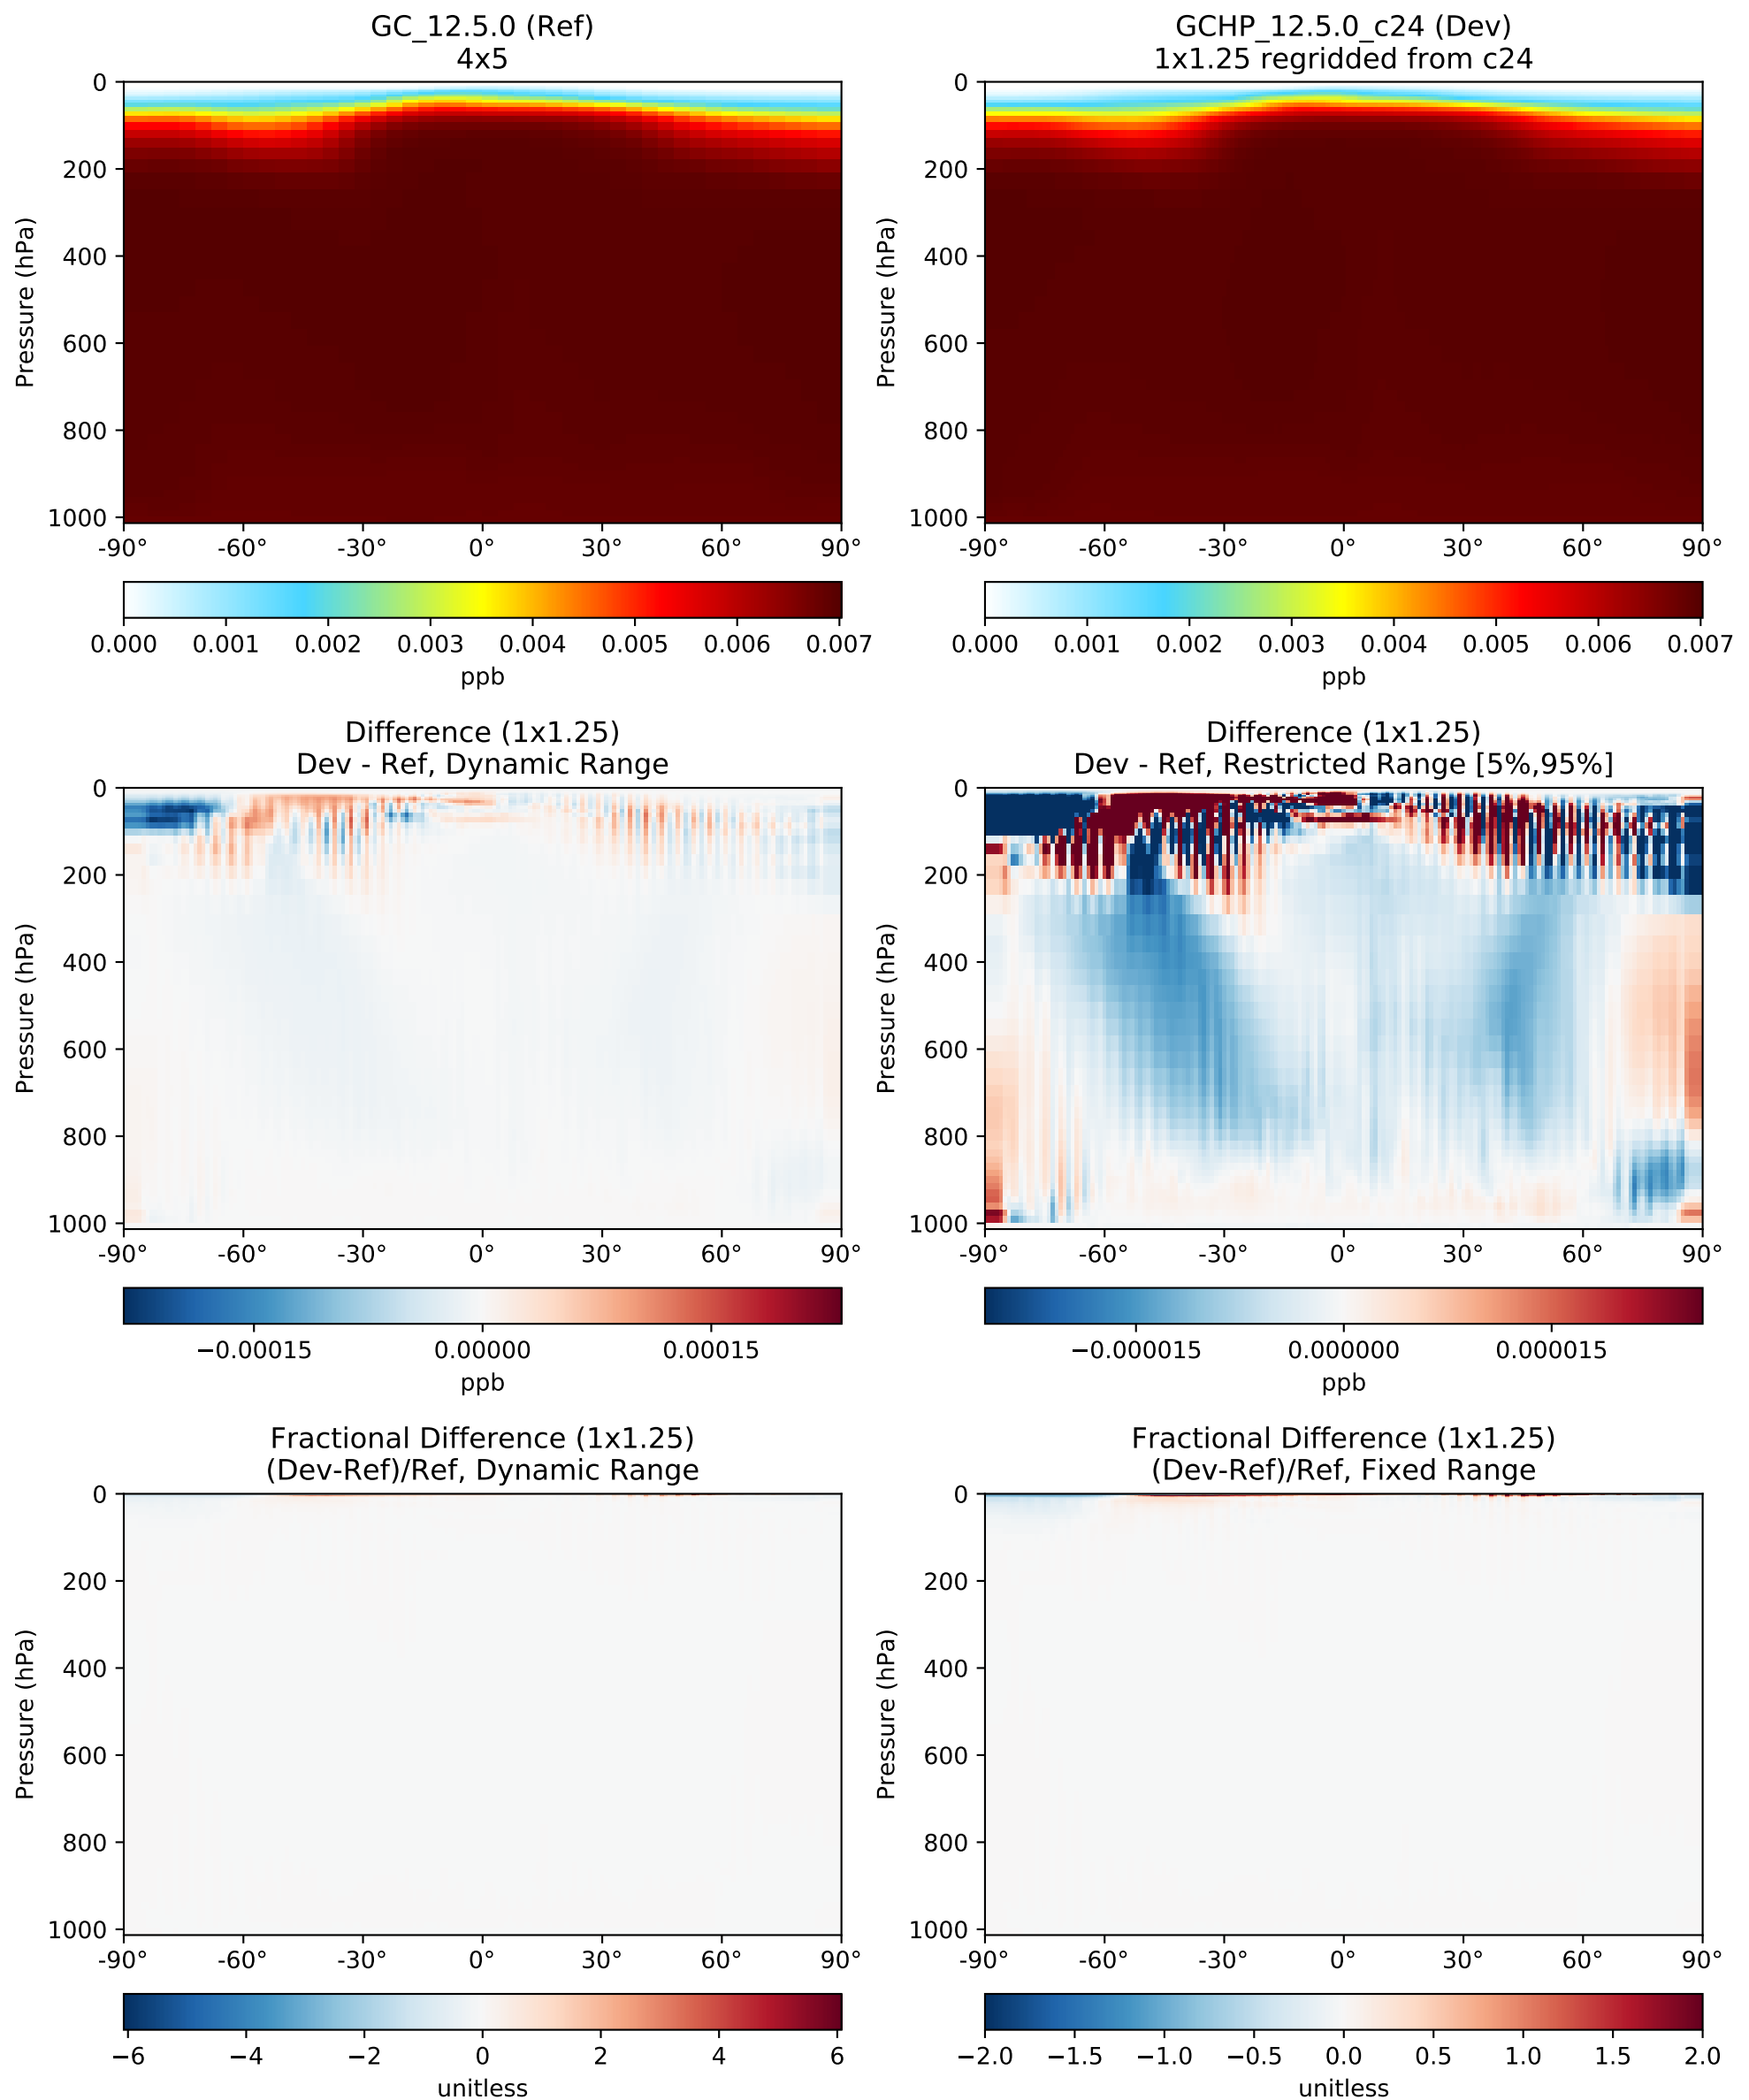 GC_12.5.0 (Ref)
4x5
0
200
400
600
800
1000
Pressure (hPa)
-90° -60° -30° 0° 30° 60° 90°
0.000 0.001 0.002 0.003 0.004 0.005 0.006 0.007
ppb
GCHP_12.5.0_c24 (Dev)
1x1.25 regridded from c24
0
200
400
600
800
1000
Pressure (hPa)
-90° -60° -30° 0° 30° 60° 90°
0.000 0.001 0.002 0.003 0.004 0.005 0.006 0.007
ppb
Difference (1x1.25)
Dev - Ref, Dynamic Range
0
200
400
600
800
1000
Pressure (hPa)
-90° -60° -30° 0° 30° 60° 90°
−0.00015 0.00000 0.00015
ppb
Difference (1x1.25)
Dev - Ref, Restricted Range [5%,95%]
0
200
400
600
800
1000
Pressure (hPa)
-90° -60° -30° 0° 30° 60° 90°
−0.000015 0.000000 0.000015
ppb
Fractional Difference (1x1.25)
(Dev-Ref)/Ref, Dynamic Range
0
200
400
600
800
1000
Pressure (hPa)
-90° -60° -30° 0° 30° 60° 90°
−6 −4 −2 0 2 4 6
unitless
Fractional Difference (1x1.25)
(Dev-Ref)/Ref, Fixed Range
0
200
400
600
800
1000
Pressure (hPa)
-90° -60° -30° 0° 30° 60° 90°
−2.0 −1.5 −1.0 −0.5 0.0 0.5 1.0 1.5 2.0
unitless